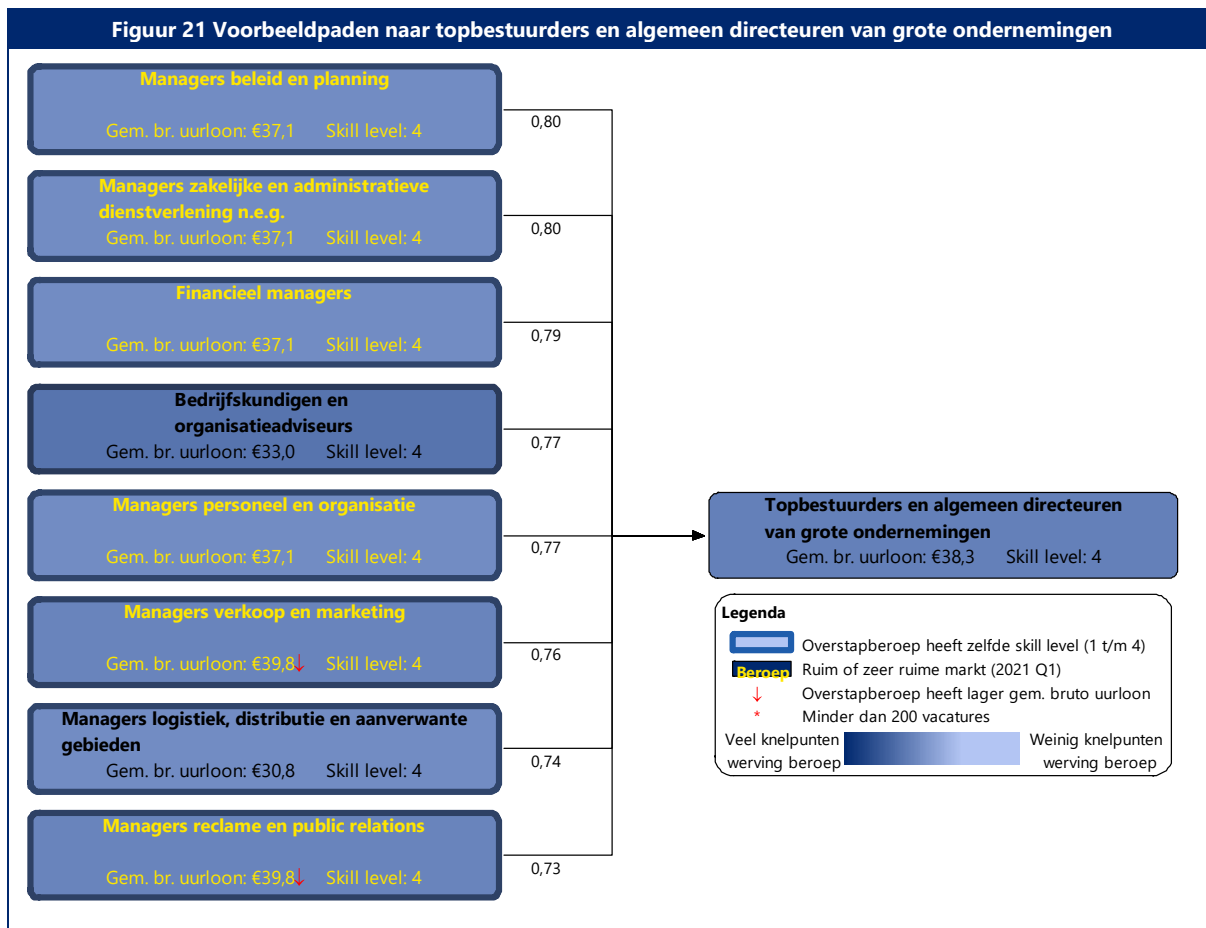 Figuur 21 Voorbeeldpaden naar topbestuurders en algemeen directeuren van grote ondernemingen
Managers beleid en planning
Gem. br. uurloon: €37,1 Skill level: 4
0,80
Managers zakelijke en administratieve
dienstverlening n.e.g.
Gem. br. uurloon: €37,1 Skill level: 4
0,80
Financieel managers
Gem. br. uurloon: €37,1 Skill level: 4
0,79
Bedrijfskundigen en
organisatieadviseurs
Gem. br. uurloon: €33,0 Skill level: 4
0,77
Managers personeel en organisatie
Gem. br. uurloon: €37,1 Skill level: 4
0,77
Managers verkoop en marketing
Gem. br. uurloon: €39,8↓ Skill level: 4
0,76
Managers logistiek, distributie en aanverwante
gebieden
Gem. br. uurloon: €30,8 Skill level: 4
0,74
Managers reclame en public relations
Gem. br. uurloon: €39,8↓ Skill level: 4
0,73
Topbestuurders en algemeen directeuren
van grote ondernemingen
Gem. br. uurloon: €38,3 Skill level: 4
Legenda
Overstapberoep heeft zelfde skill level (1 t/m 4)
Beroep Ruim of zeer ruime markt (2021 Q1)
↓ Overstapberoep heeft lager gem. bruto uurloon
* Minder dan 200 vacatures
Veel knelpunten Weinig knelpunten
werving beroep werving beroep